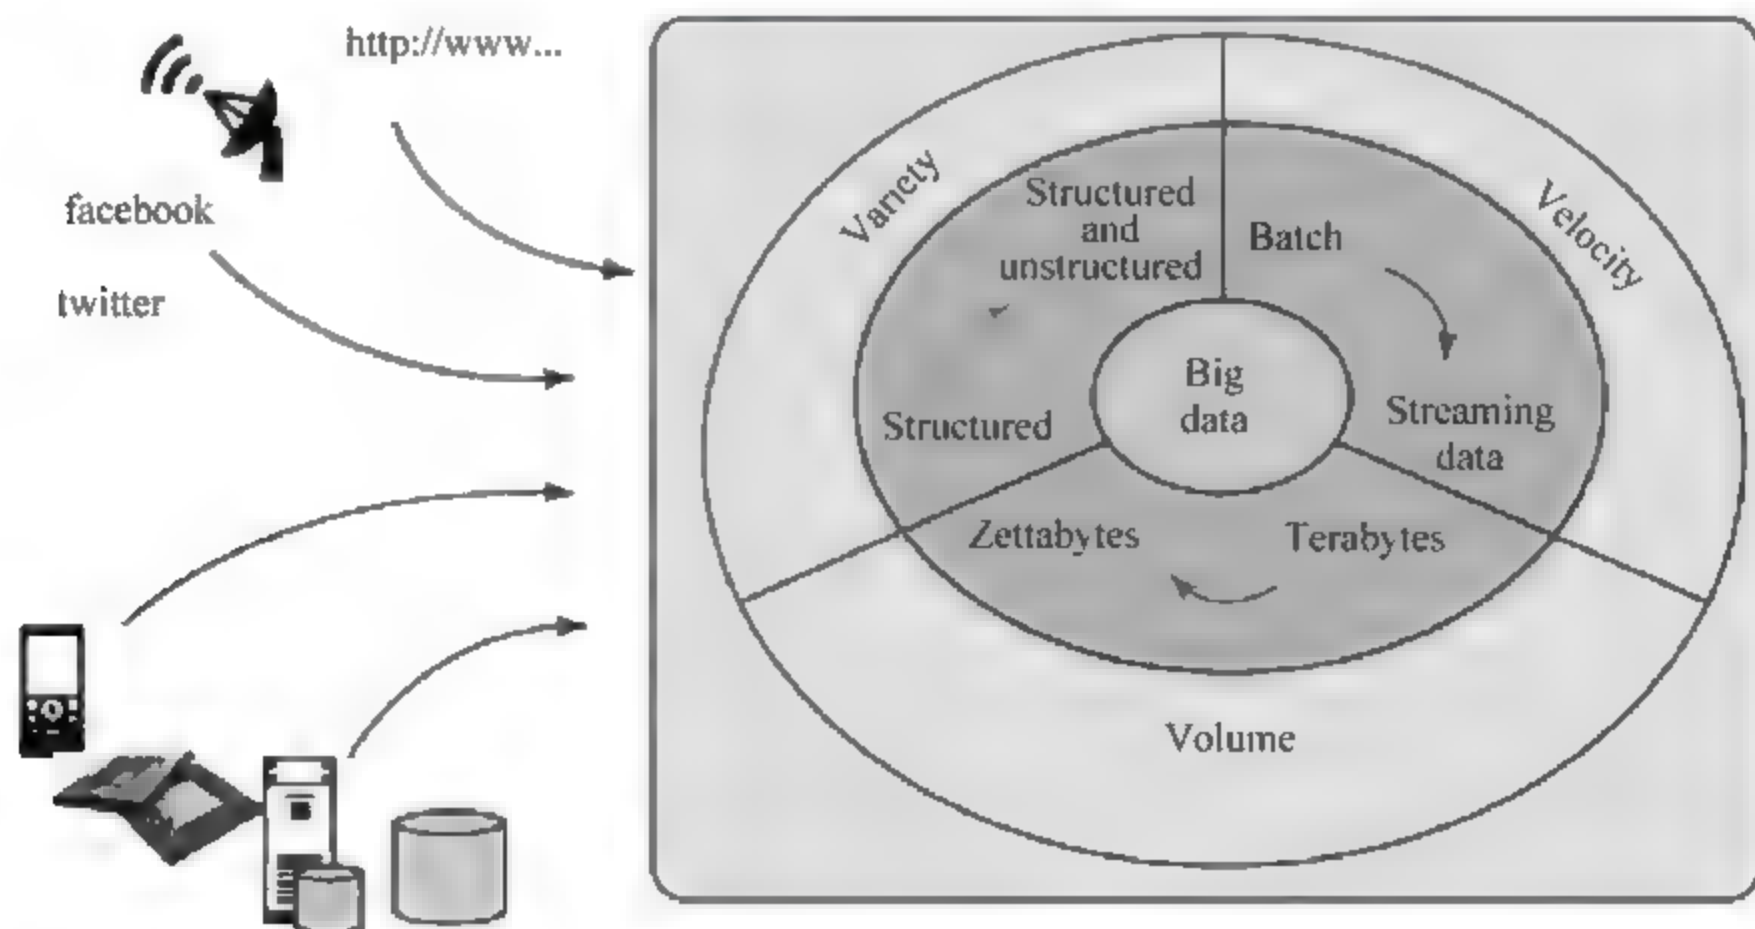 http://www...
facebook
twitter
Variety
Velocity
Structured
and
unstructured
Batch
Big
data
Structured
Streaming
data
Zettabytes
Terabytes
Volume